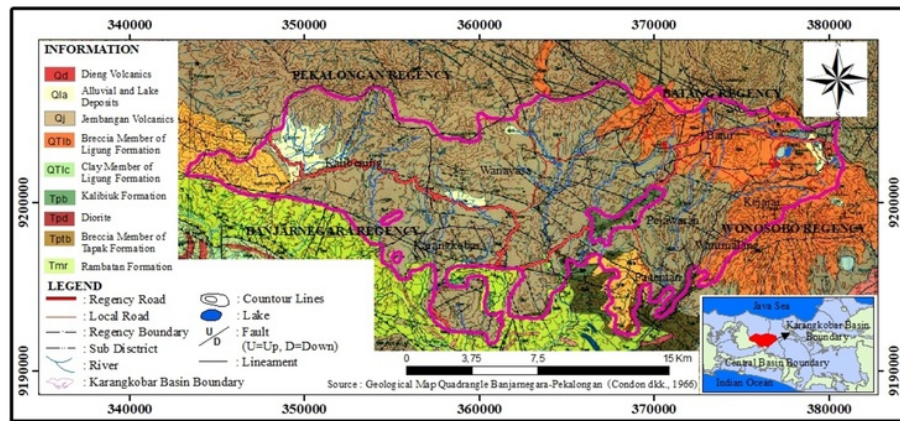 340000 350000 360000 370000 380000
INFORMATION
Qd Dieng Volcanics
Qla Alluvial and Lake
Deposits
Qj Jembangan Volcanics
QTlb Breccia Member of
Ligung Formation
QTlc Clay Member of
Ligung Formation
Tpb Kalibiuk Formation
Tpd Diorite
Tptb Breccia Member of
Tapak Formation
Tmr Rambatan Formation
LEGEND
: Regency Road
: Local Road
: Regency Boundary
: Sub Disctrict
: River
: Karangkobar Basin Boundary
: Countour Lines
: Lake
U
D
: Fault
(U=Up, D=Down)
: Lineament
PEKALONGAN REGENCY
BATANG REGENCY
Batur
Kalibening
Wanayasa
Kejajar
Pejawaran
BANJARNEGARA REGENCY
WONOSOBO REGENCY
Karangkobar
Pagentan
9200000
9190000
9200000
9190000
0 3.75 7.5 15 Km
Source : Geological Map Quadrangle Banjarnegara-Pekalongan (Condon dkk., 1966)
Java Sea
Karangkobar Basin
Boundary
Central Basin Boundary
Indian Ocean
340000 350000 360000 370000 380000